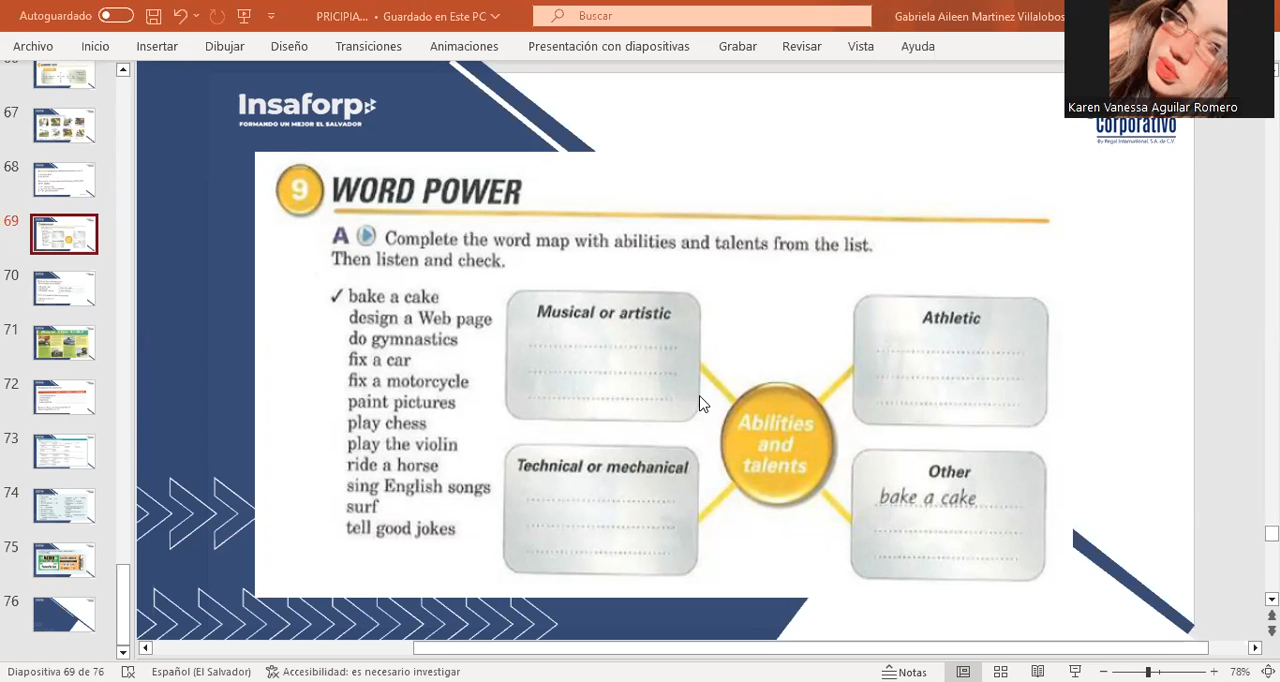 Autoguardado
PRICIPIA... • Guardado en Este PC
Buscar
Gabriela Aileen Martinez Villalobos
Archivo Inicio Insertar Dibujar Diseño Transiciones Animaciones Presentación con diapositivas Grabar Revisar Vista Ayuda
Karen Vanessa Aguilar Romero
67
68
69
70
71
72
73
74
75
76
Insaforp
FORMANDO UN MEJOR EL SALVADOR
Corporativo
By Regal International, S.A. de C.V.
9 WORD POWER
A Complete the word map with abilities and talents from the list.
Then listen and check.
✓ bake a cake
design a Web page
do gymnastics
fix a car
fix a motorcycle
paint pictures
play chess
play the violin
ride a horse
sing English songs
surf
tell good jokes
Musical or artistic
Athletic
Abilities
and
talents
Technical or mechanical
Other
bake a cake
Diapositiva 69 de 76
Español (El Salvador)
Accesibilidad: es necesario investigar
Notas
78%